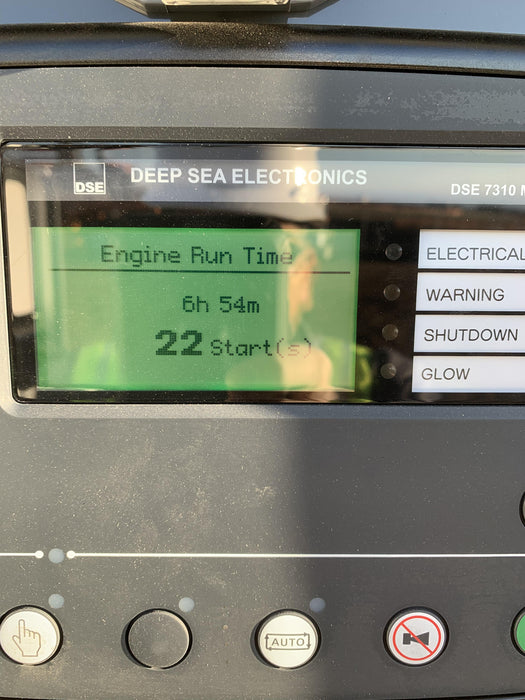 DSE
DEEP SEA ELECTRONICS
DSE 7310 M
Engine Run Time
6h 54m
22 Start(s)
ELECTRICAL
WARNING
SHUTDOWN
GLOW
AUTO